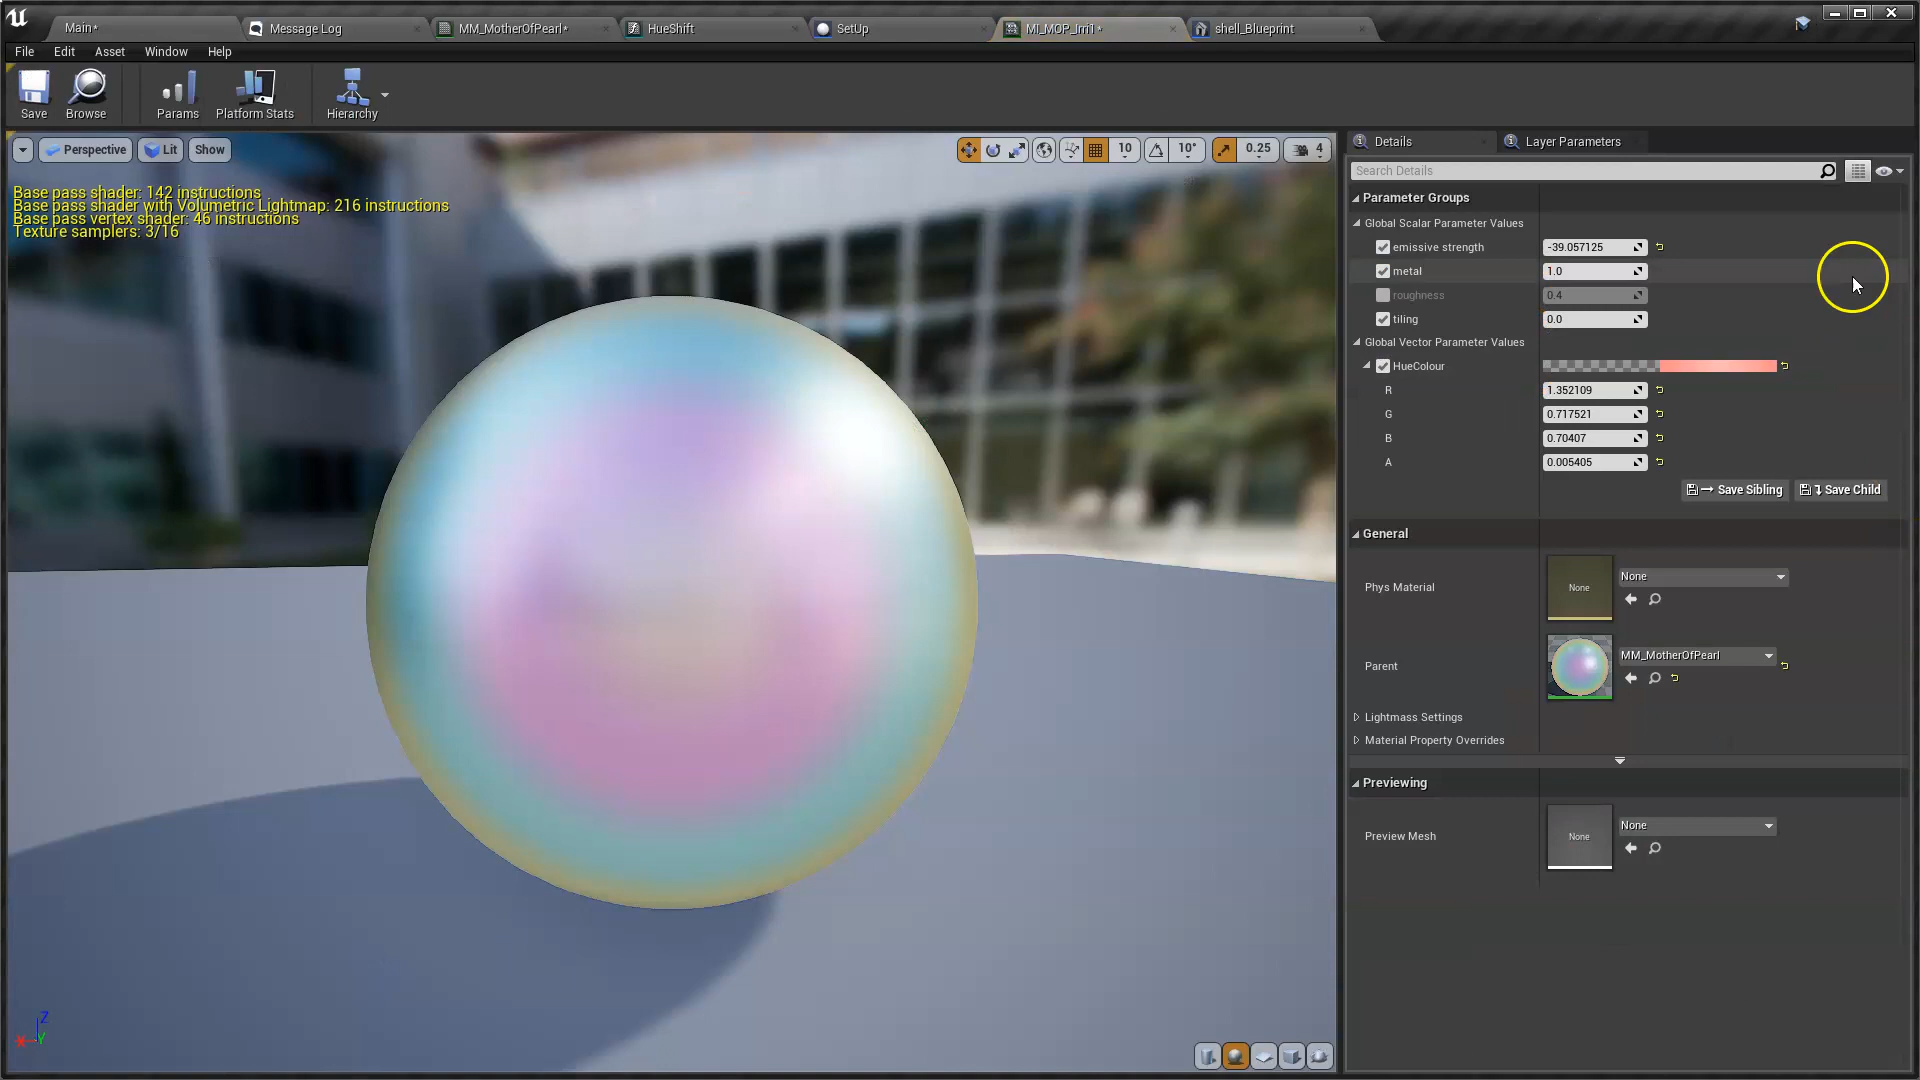 Main*
Message Log
MM_MotherOfPearl*
HueShift
SetUp
MI_MOP_Irri1*
shell_Blueprint
File Edit Asset Window Help
Save Browse Params Platform Stats Hierarchy
Perspective Lit Show
10 10° 0.25 4
Base pass shader: 142 instructions
Base pass shader with Volumetric Lightmap: 216 instructions
Base pass vertex shader: 46 instructions
Texture samplers: 3/16
Z
Y
X
Details
Layer Parameters
Search Details
Parameter Groups
Global Scalar Parameter Values
emissive strength -39.057125
metal 1.0
roughness 0.4
tiling 0.0
Global Vector Parameter Values
HueColour
R 1.352109
G 0.717521
B 0.70407
A 0.005405
Save Sibling Save Child
General
Phys Material None None
Parent MM_MotherOfPearl
Lightmass Settings
Material Property Overrides
Previewing
Preview Mesh None None